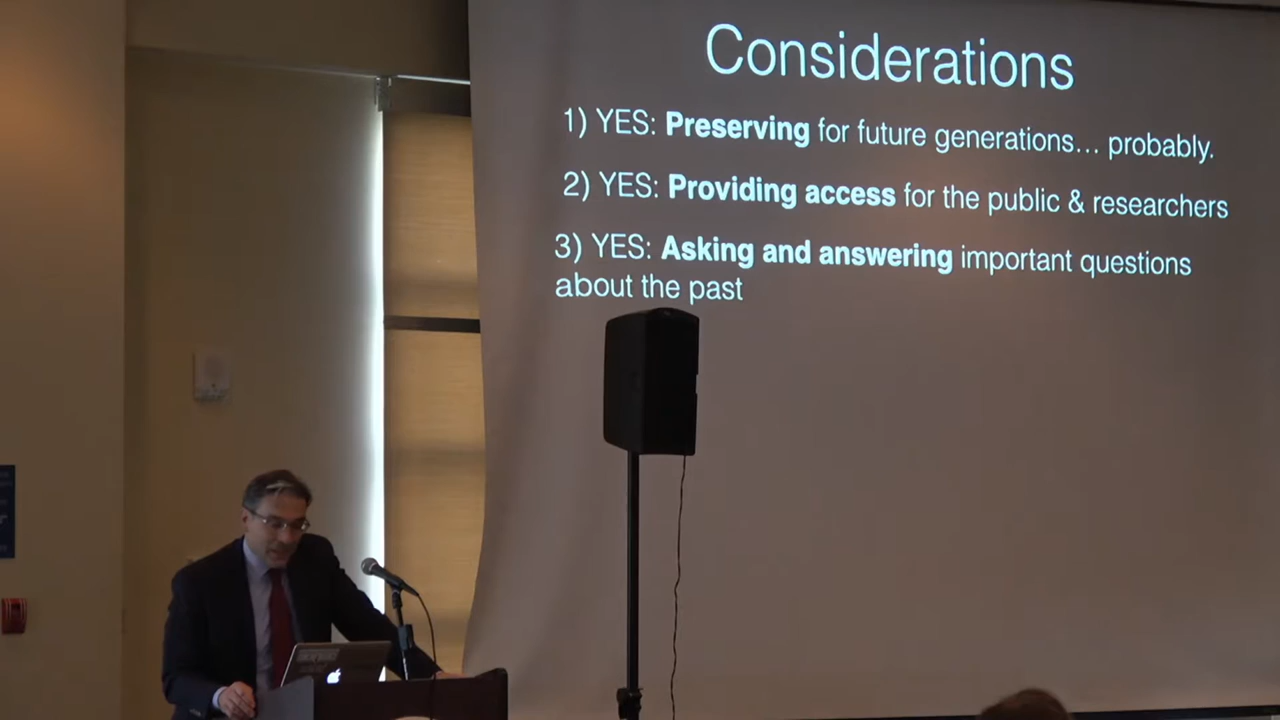 Considerations
1) YES: Preserving for future generations... probably.
2) YES: Providing access for the public & researchers
3) YES: Asking and answering important questions
about the past